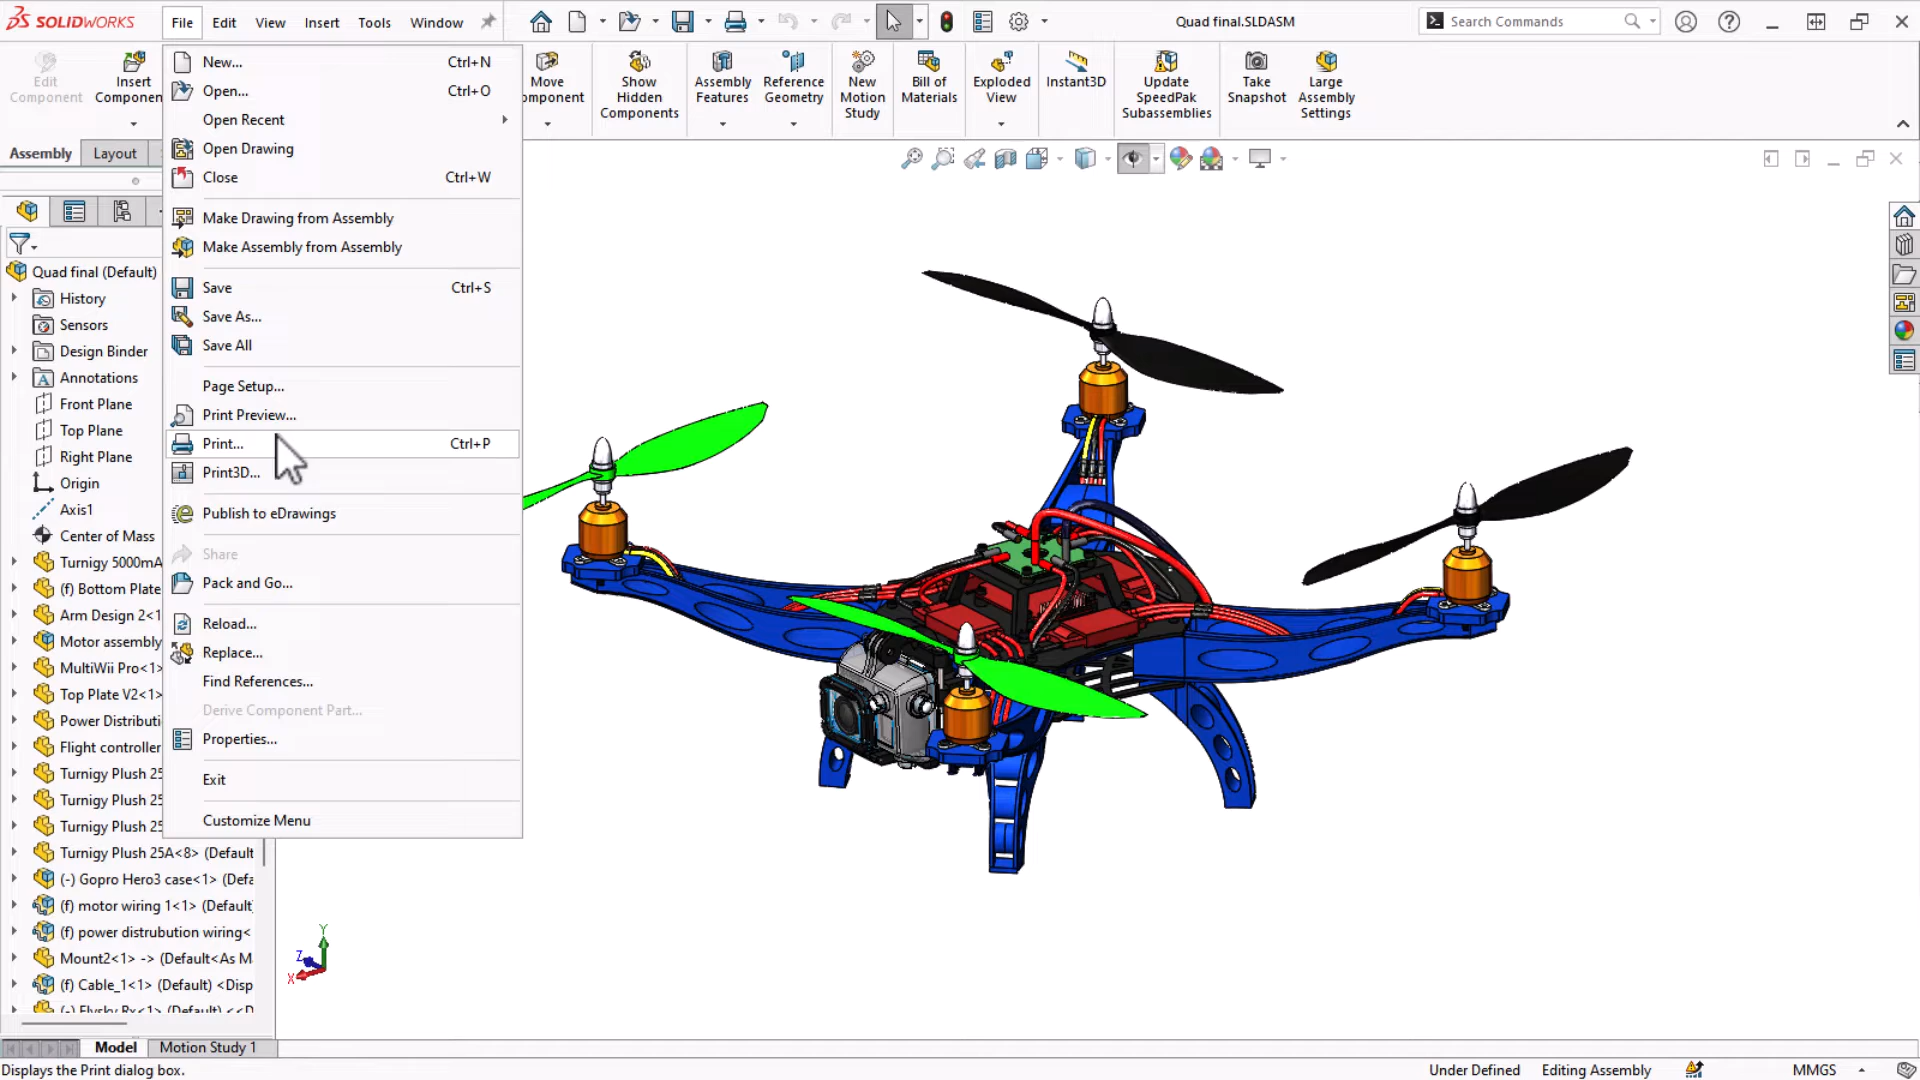 SOLIDWORKS
File Edit View Insert Tools Window
Quad final.SLDASM
Search Commands
Edit Component
Insert Componen
omponent
Move
Show Hidden Components
Assembly Features
Reference Geometry
New Motion Study
Bill of Materials
Exploded View
Instant3D
Update SpeedPak Subassemblies
Take Snapshot
Large Assembly Settings
Assembly Layout
New... Ctrl+N
Open... Ctrl+O
Open Recent
Open Drawing
Close Ctrl+W
Make Drawing from Assembly
Make Assembly from Assembly
Save Ctrl+S
Save As...
Save All
Page Setup...
Print Preview...
Print... Ctrl+P
Print3D...
Publish to eDrawings
Share
Pack and Go...
Reload...
Replace...
Find References...
Derive Component Part...
Properties...
Exit
Customize Menu
Quad final (Default)
History
Sensors
Design Binder
Annotations
Front Plane
Top Plane
Right Plane
Origin
Axis1
Center of Mass
Turnigy 5000mA
(f) Bottom Plate
Arm Design 2<1
Motor assembly
MultiWii Pro<1>
Top Plate V2<1>
Power Distributi
Flight controller
Turnigy Plush 25
Turnigy Plush 25
Turnigy Plush 25
Turnigy Plush 25A<8> (Default
(-) Gopro Hero3 case<1> (Defa
(f) motor wiring 1<1> (Default
(f) power distrubution wiring<
Mount2<1> -> (Default<As Ma
(f) Cable_1<1> (Default) <Disp
(-) Flysky Rx<1> (Default) <<D
Y
Z
X
Model Motion Study 1
Displays the Print dialog box.
Under Defined Editing Assembly MMGS